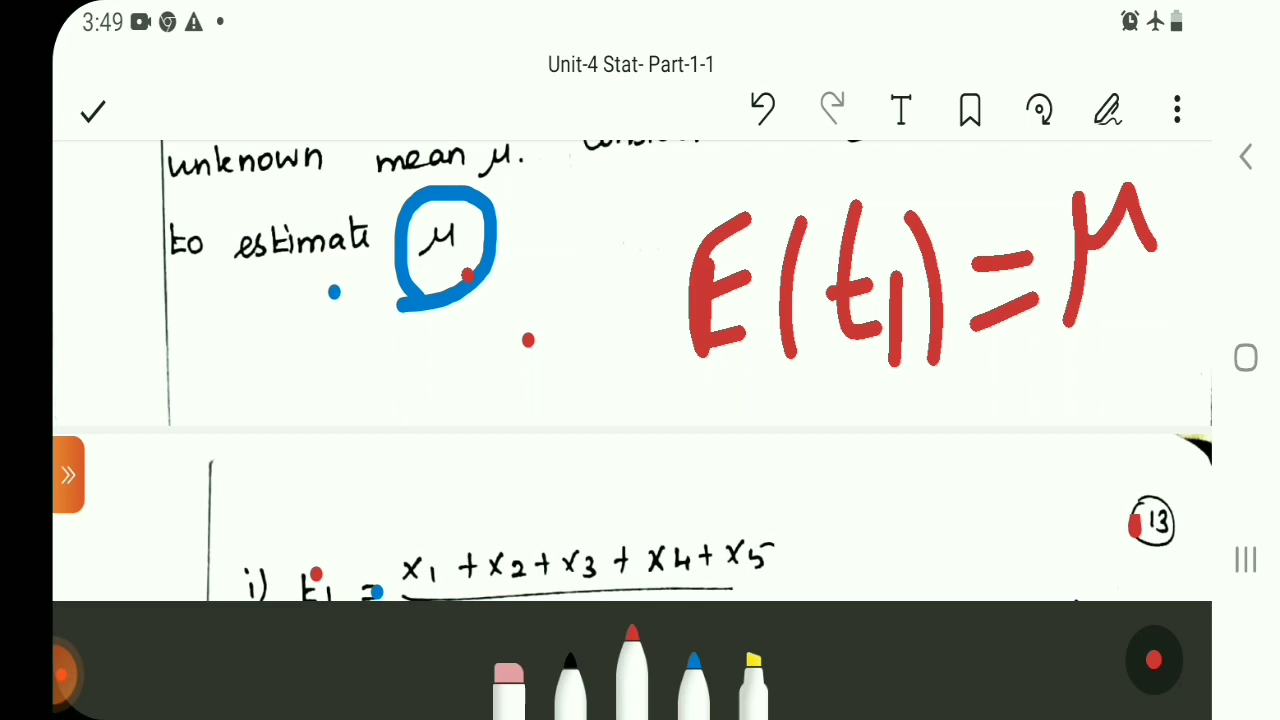 3:49
Unit-4 Stat- Part-1-1
T
unknown mean μ.
to estimate μ
E(t1) = μ
13
i) t1 = x1 + x2 + x3 + x4 + x5